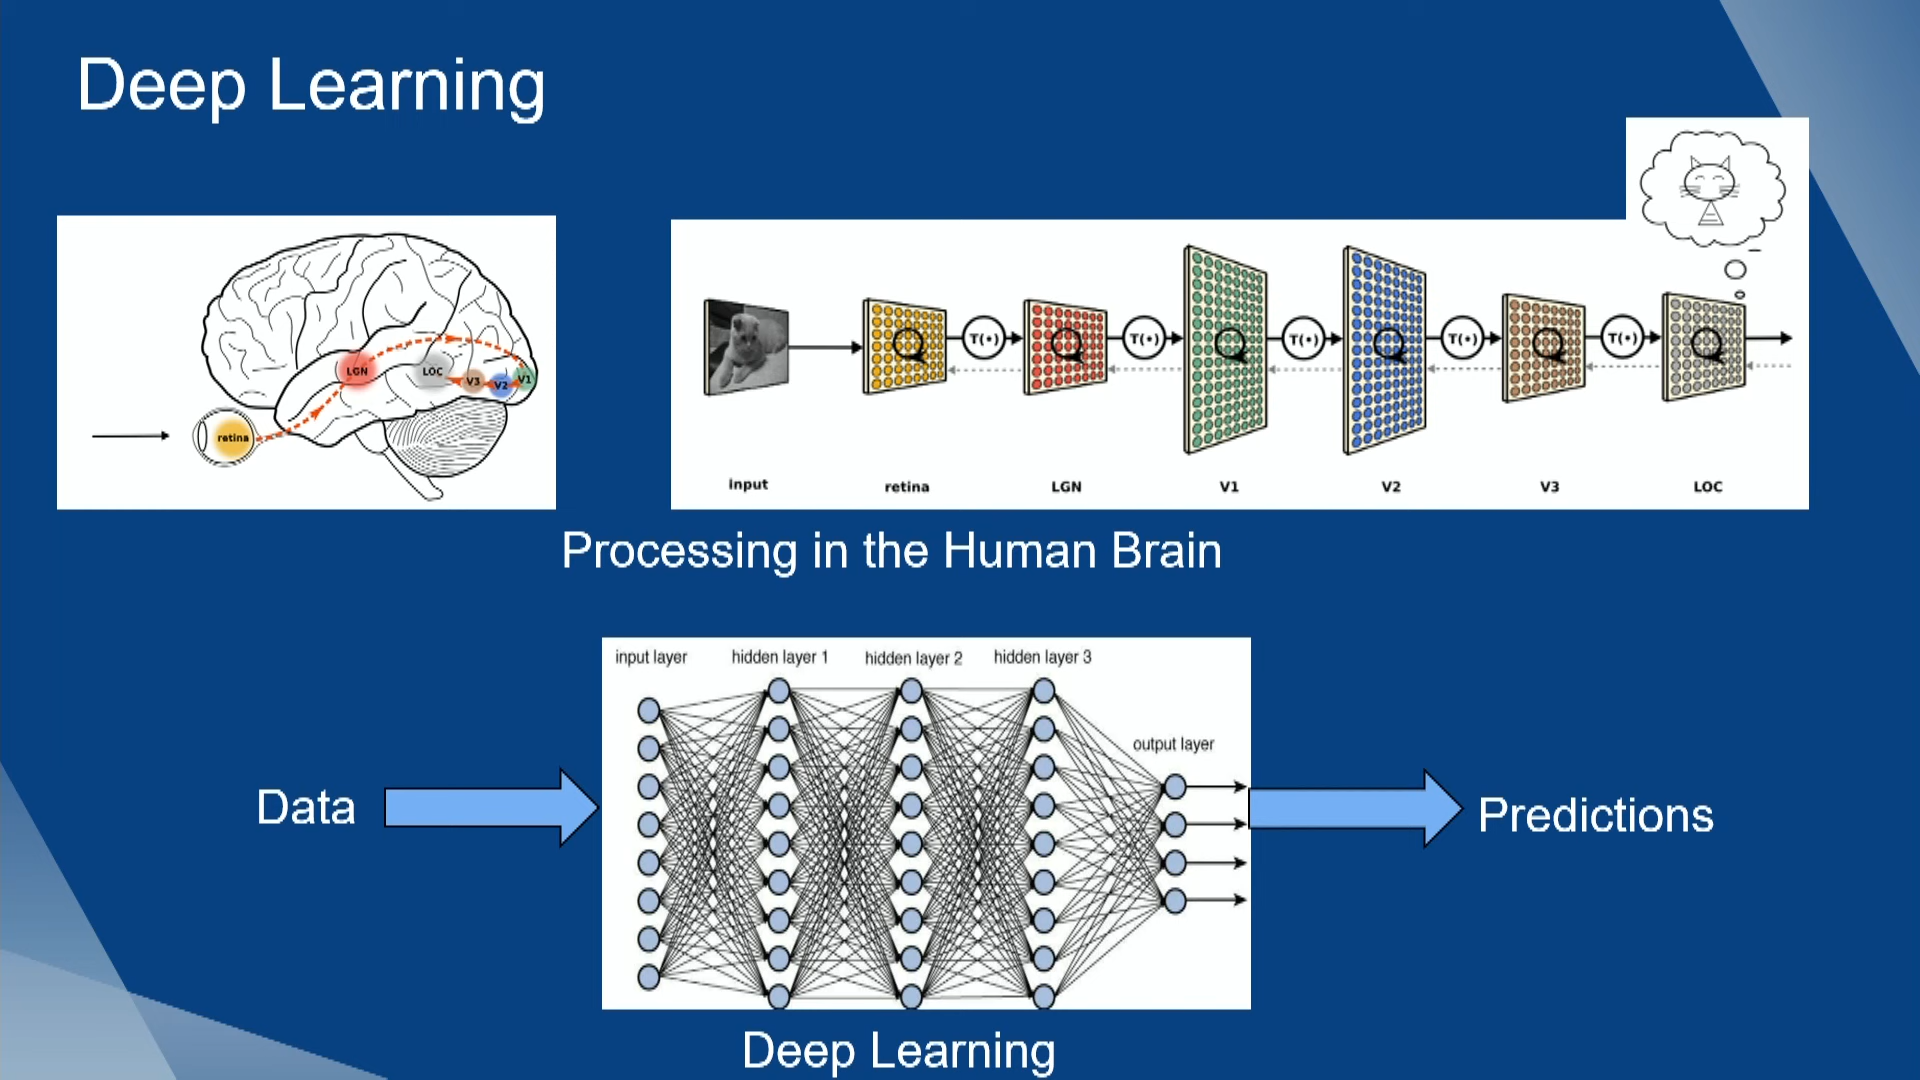 Deep Learning
LGN
LOC
V3
V2
V1
retina
T(•)
T(•)
T(•)
T(•)
T(•)
input
retina
LGN
V1
V2
V3
LOC
Processing in the Human Brain
input layer
hidden layer 1
hidden layer 2
hidden layer 3
output layer
Data
Predictions
Deep Learning